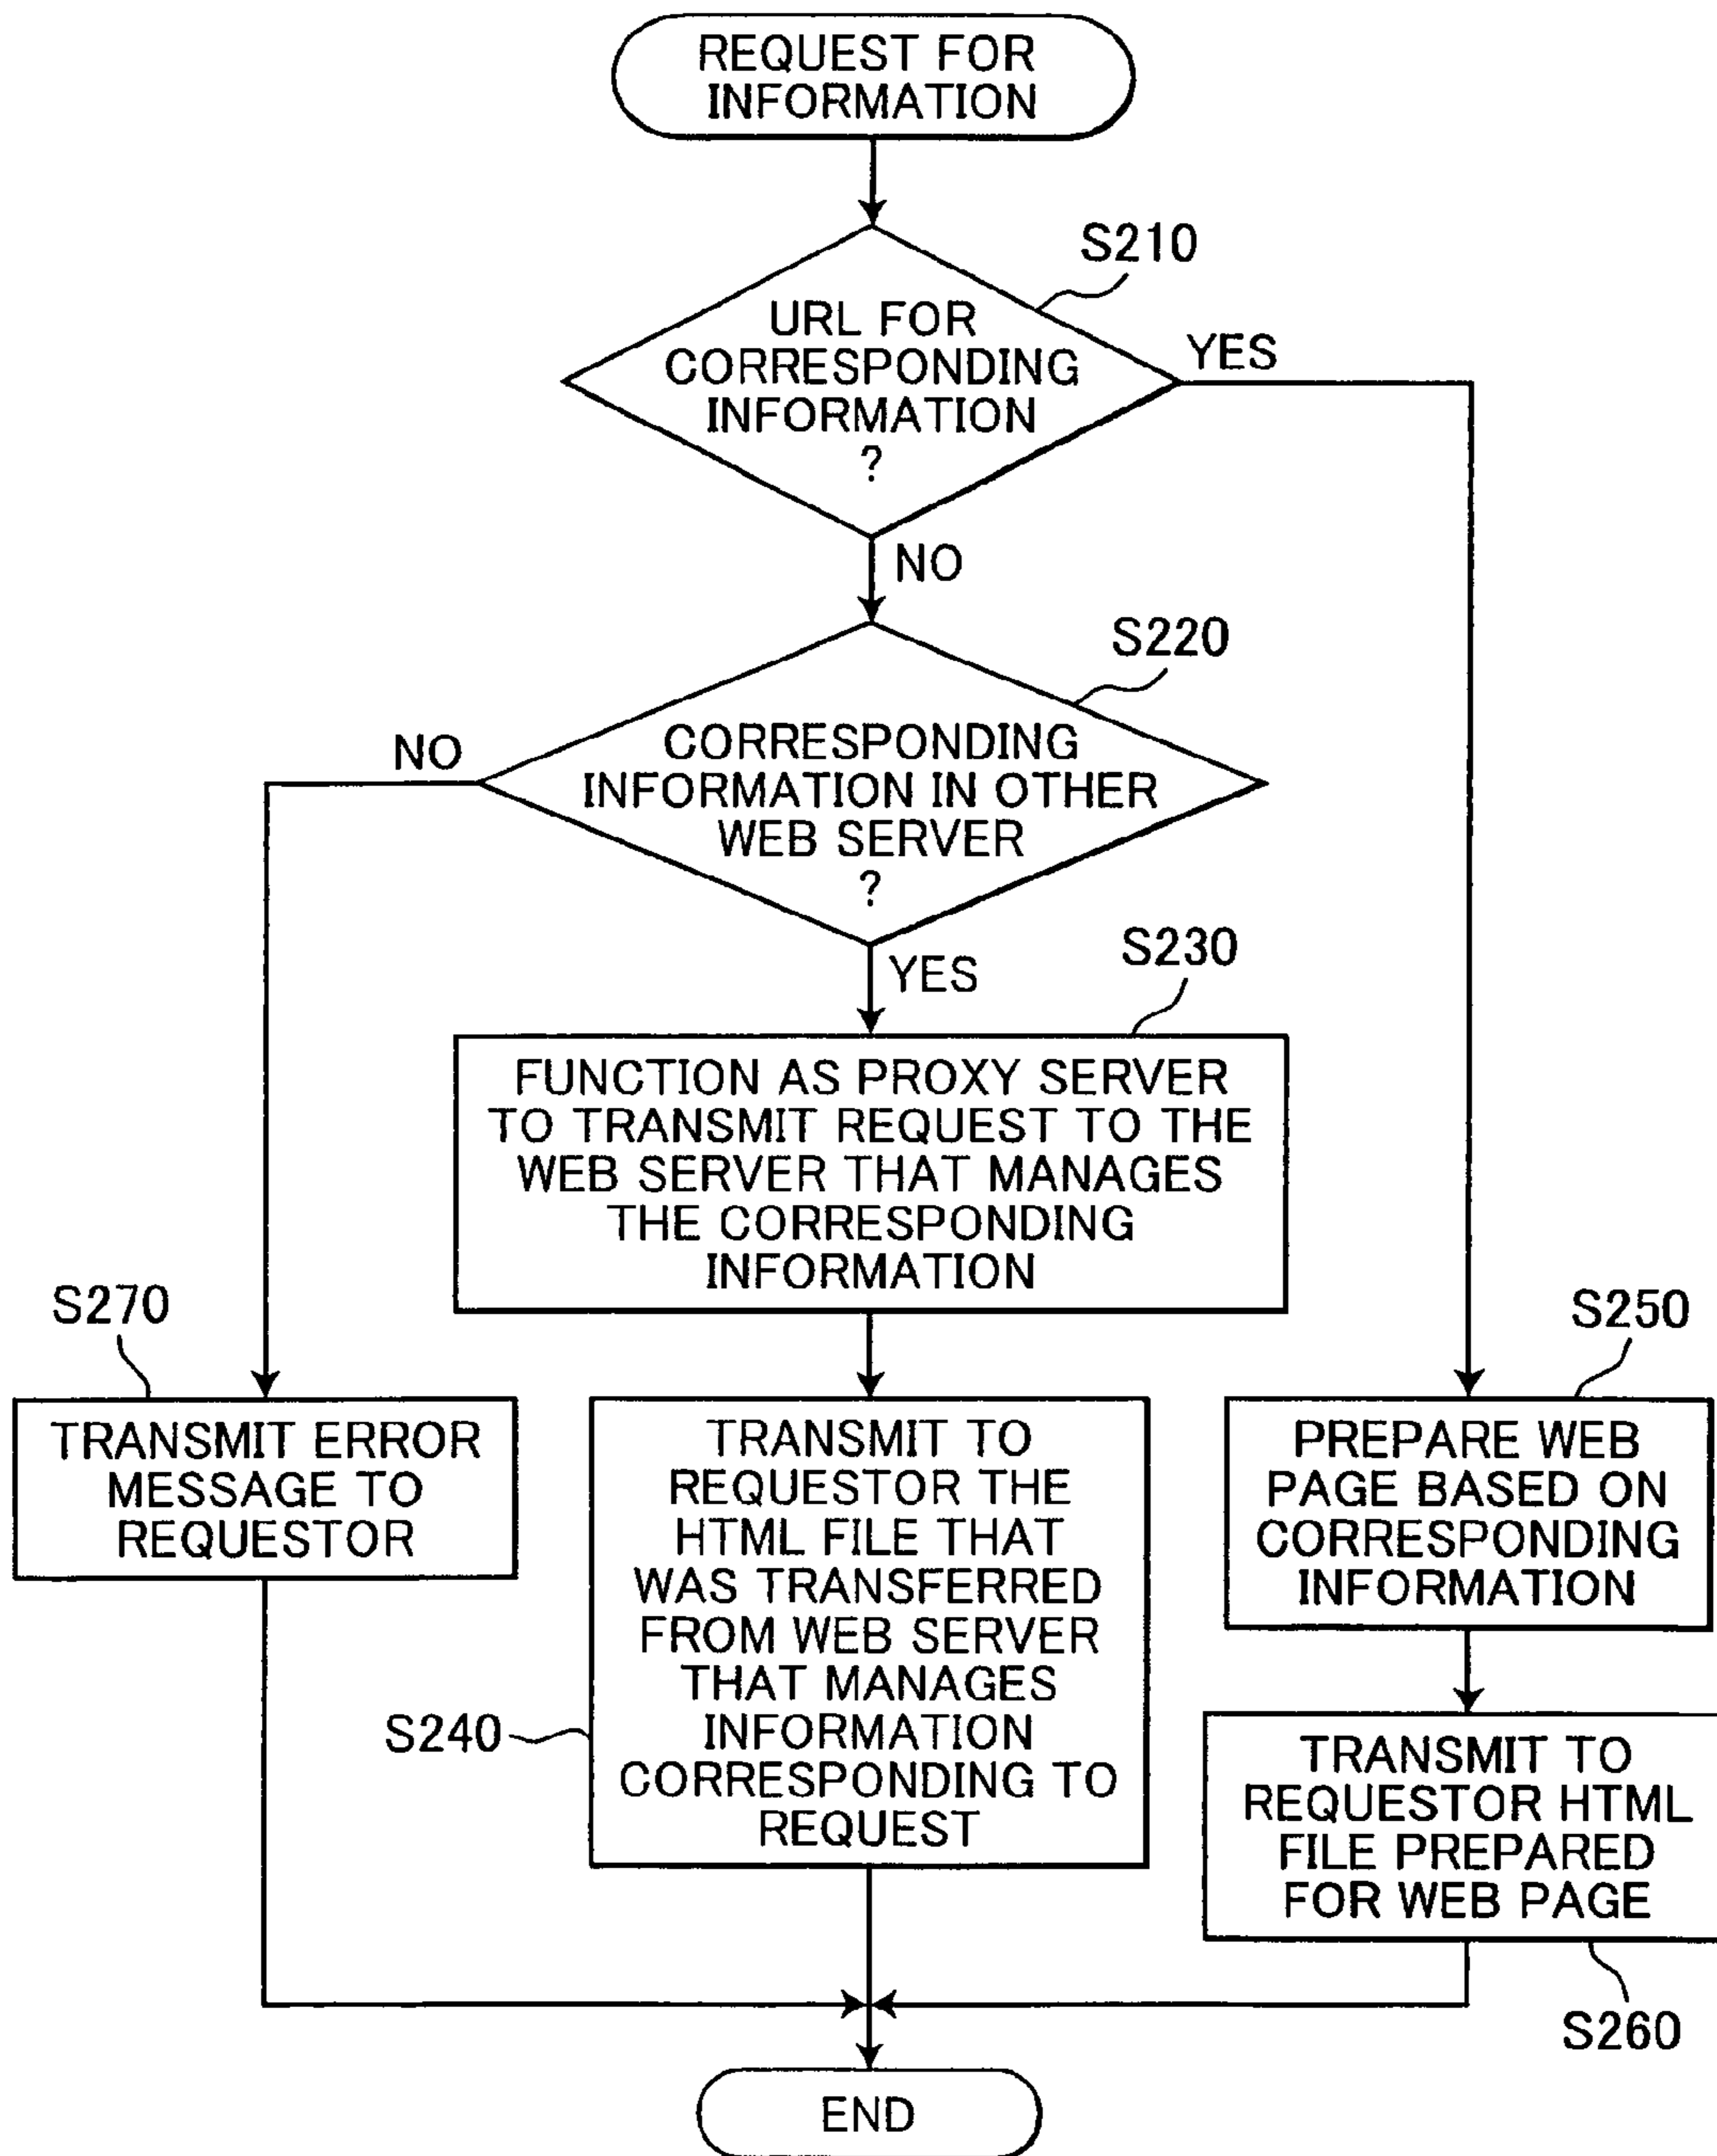 REQUEST FOR
INFORMATION
S210
URL FOR
CORRESPONDING
INFORMATION
?
YES
NO
S220
CORRESPONDING
INFORMATION IN OTHER
WEB SERVER
?
NO
YES
S230
FUNCTION AS PROXY SERVER
TO TRANSMIT REQUEST TO THE
WEB SERVER THAT MANAGES
THE CORRESPONDING
INFORMATION
S270
TRANSMIT ERROR
MESSAGE TO
REQUESTOR
S240
TRANSMIT TO
REQUESTOR THE
HTML FILE THAT
WAS TRANSFERRED
FROM WEB SERVER
THAT MANAGES
INFORMATION
CORRESPONDING TO
REQUEST
S250
PREPARE WEB
PAGE BASED ON
CORRESPONDING
INFORMATION
TRANSMIT TO
REQUESTOR HTML
FILE PREPARED
FOR WEB PAGE
S260
END